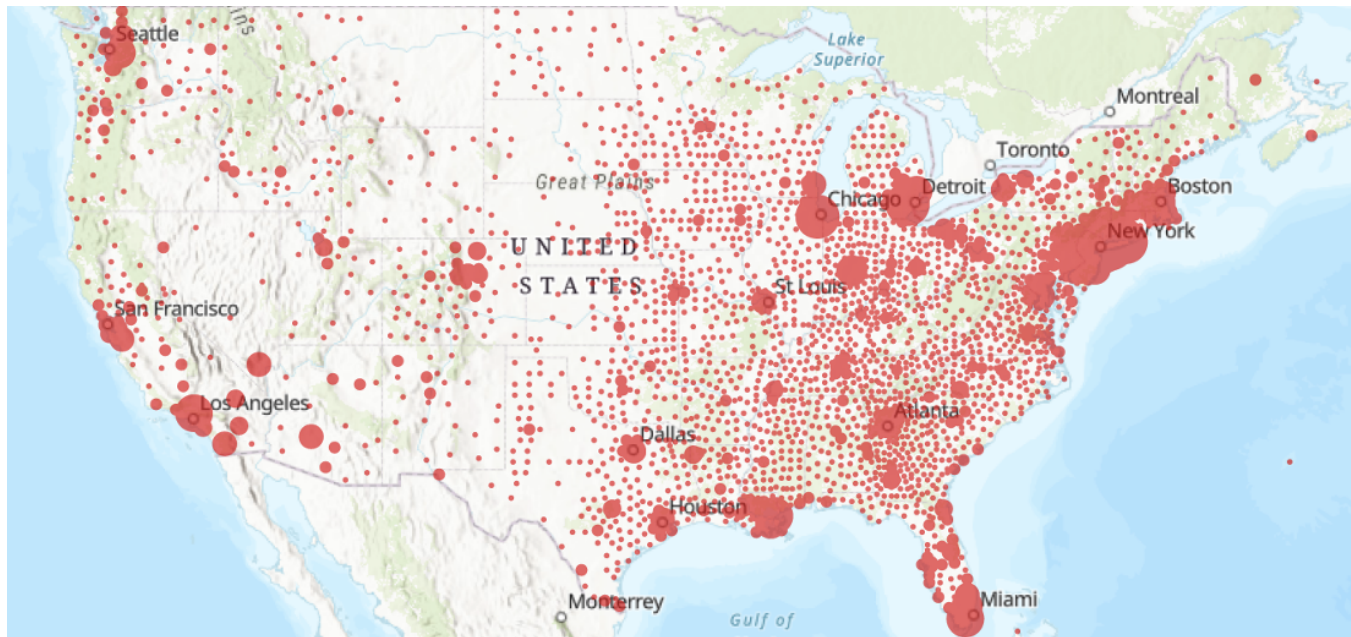 Seattle
ins
Lake
Superior
Montreal
Toronto
Great Plains
Chicago
Detroit
Boston
New York
UNITED
STATES
St Louis
San Francisco
Los Angeles
Atlanta
Dallas
Houston
Monterrey
Miami
Gulf of